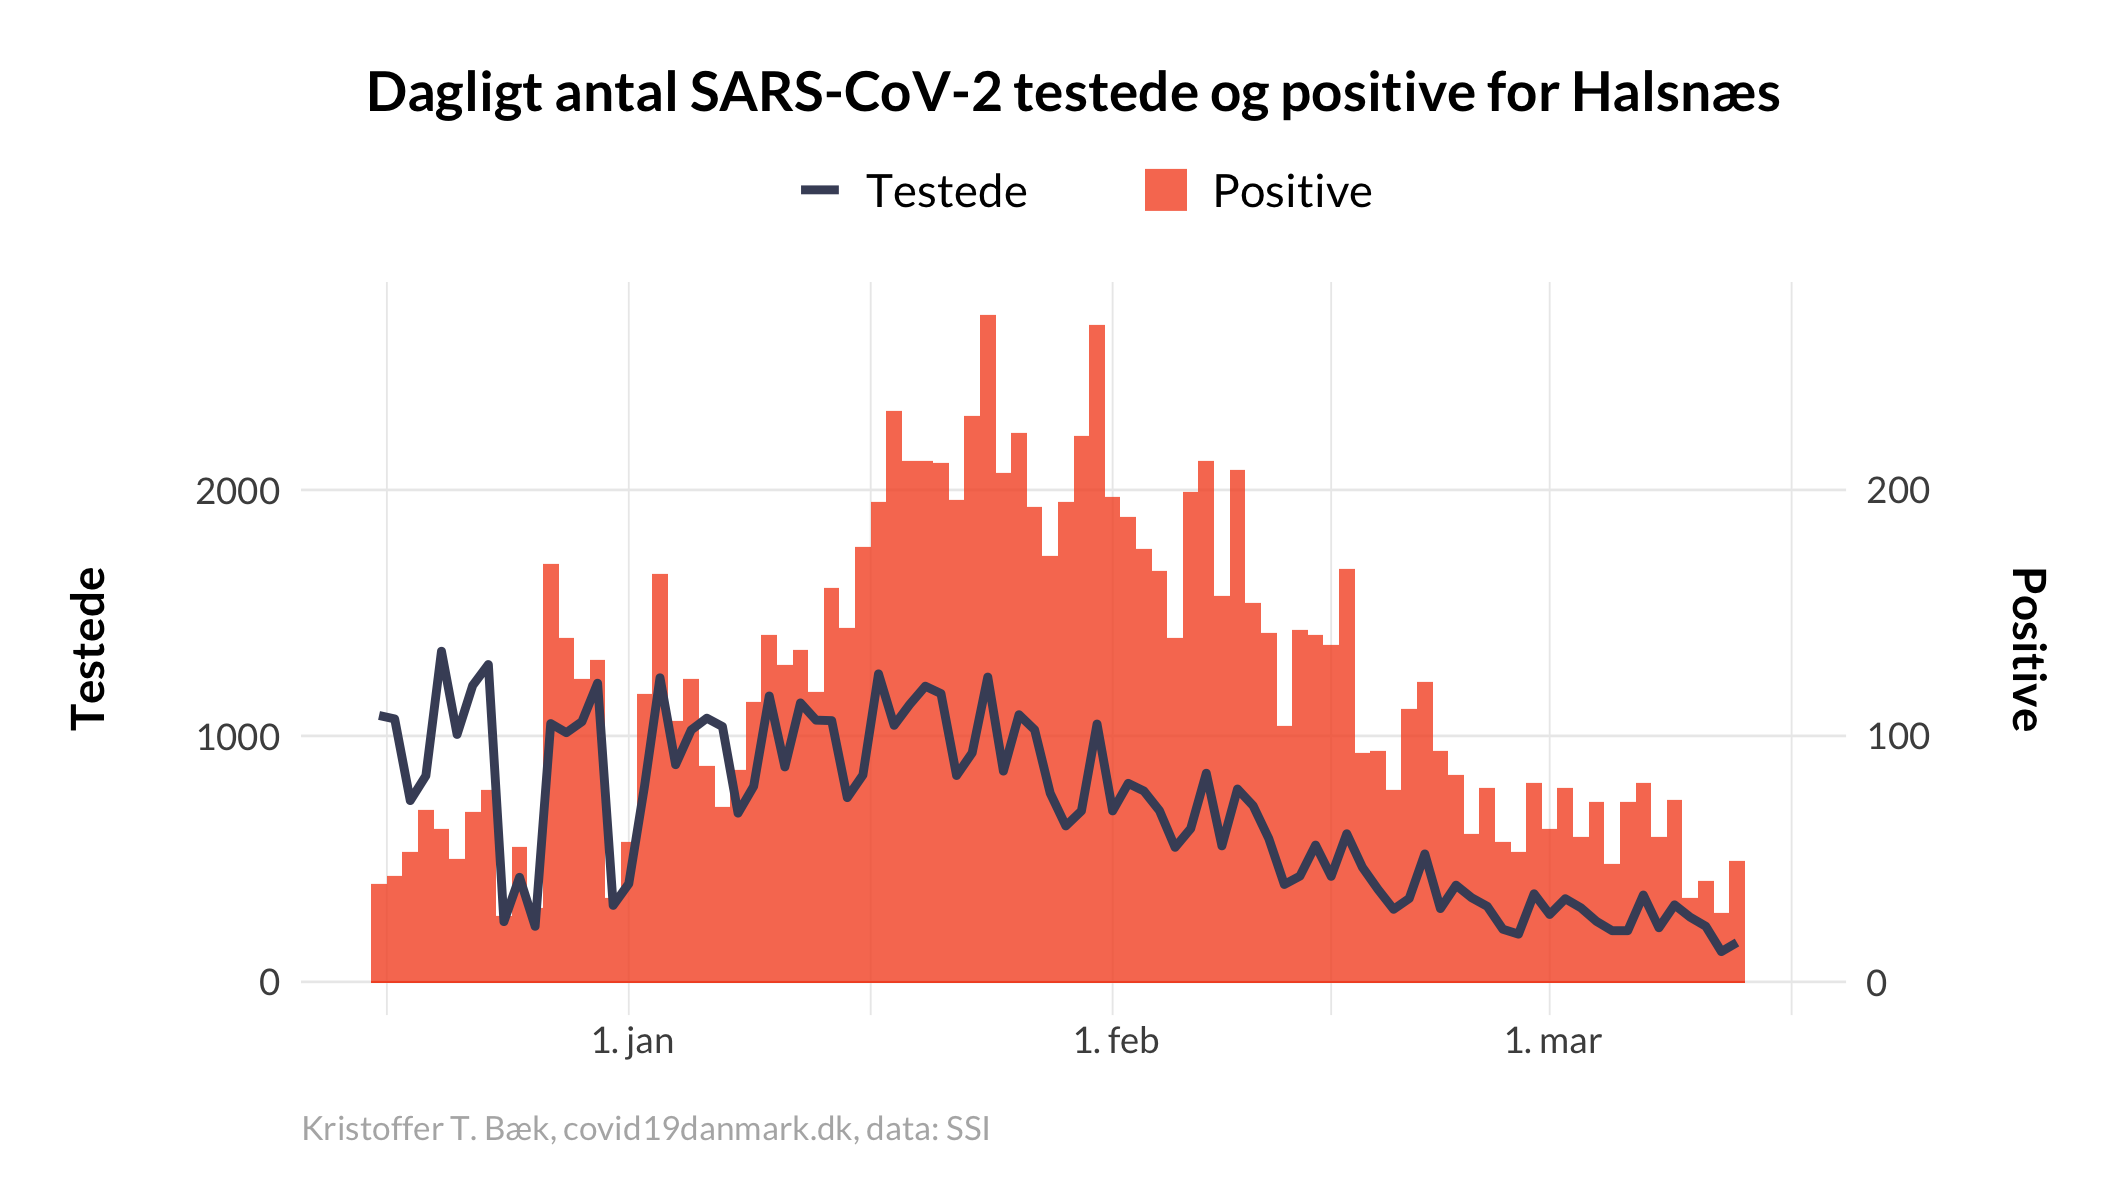 Dagligt antal SARS-CoV-2 testede og positive for Halsnæs
Testede
Positive
Testede
2000
1000
0
200
100
0
Positive
1. jan
1. feb
1. mar
Kristoffer T. Bæk, covid19danmark.dk, data: SSI